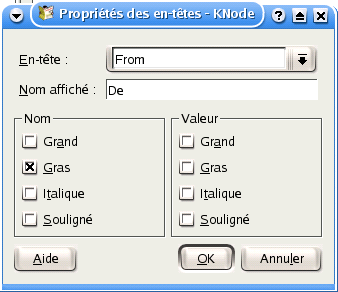 Propriétés des en-têtes - KNode
En-tête : From
Nom affiché : De
Nom Valeur
Grand Grand
Gras Gras
Italique Italique
Souligné Souligné
Aide OK Annuler